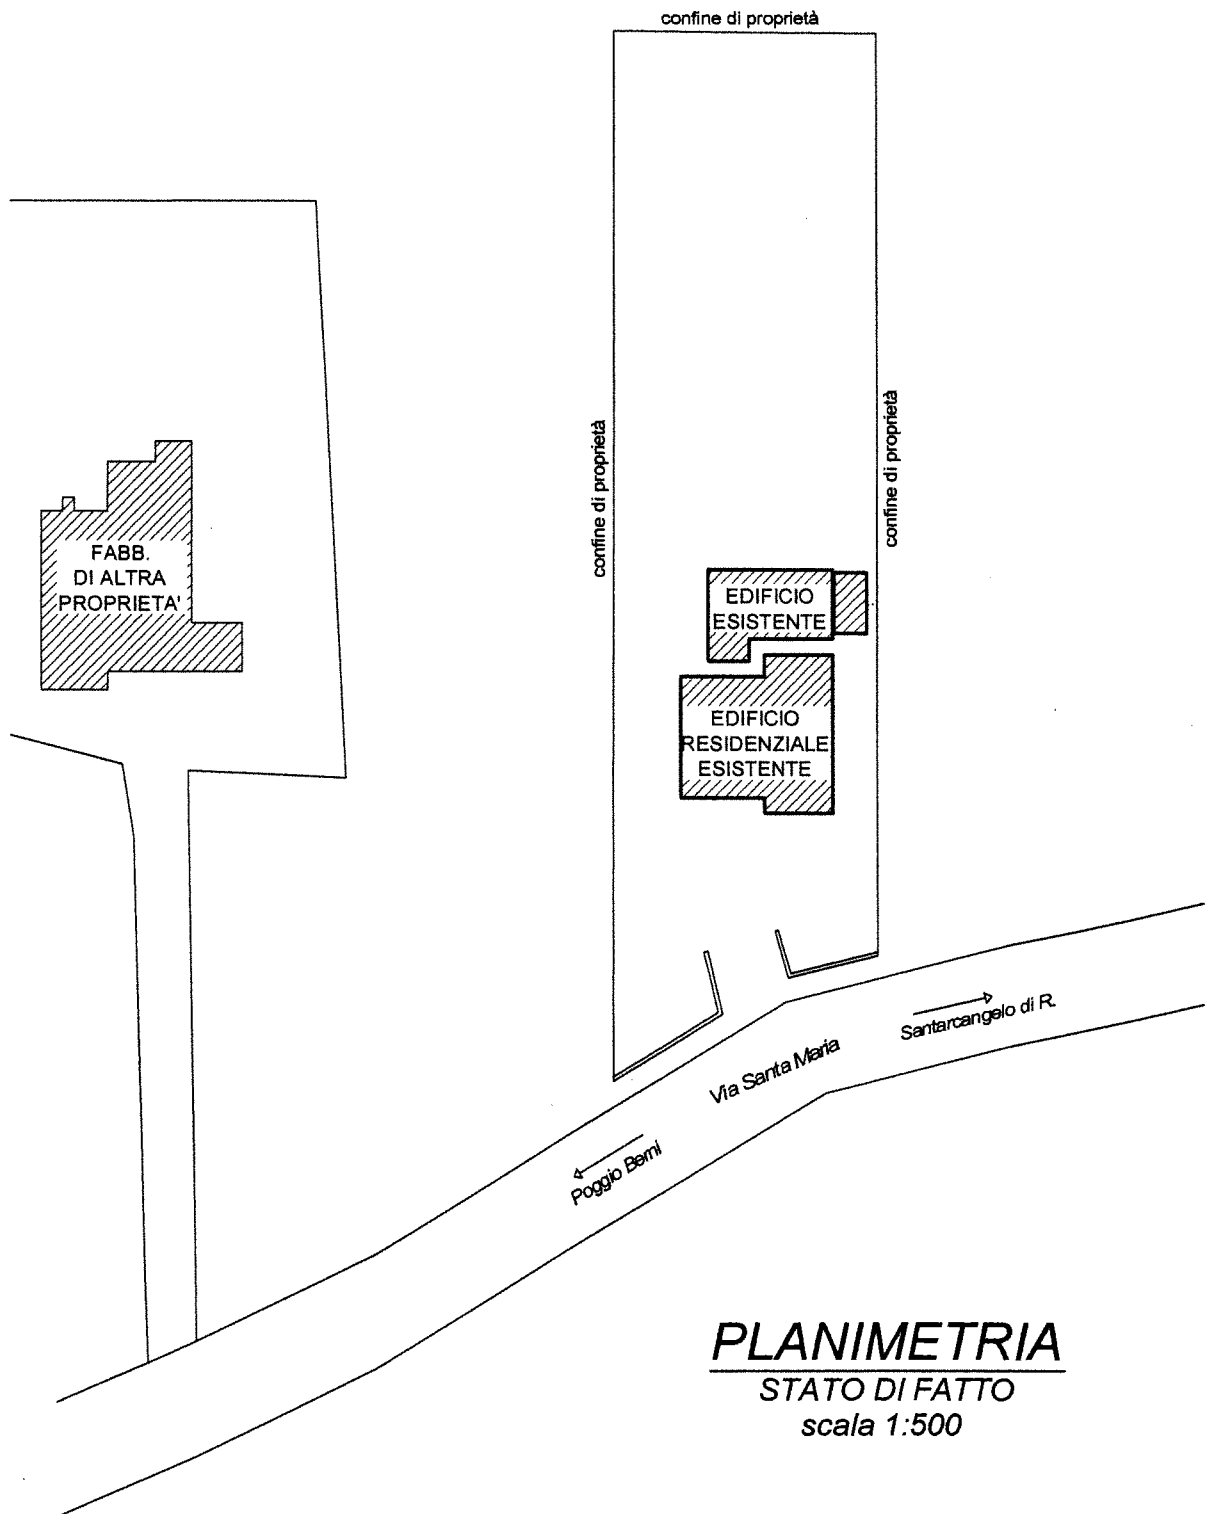 confine di proprietà
confine di proprietà
confine di proprietà
FABB.
DI ALTRA
PROPRIETA'
EDIFICIO
ESISTENTE
EDIFICIO
RESIDENZIALE
ESISTENTE
Santarcangelo di R.
Via Santa Maria
Poggio Berni
PLANIMETRIA
STATO DI FATTO
scala 1:500